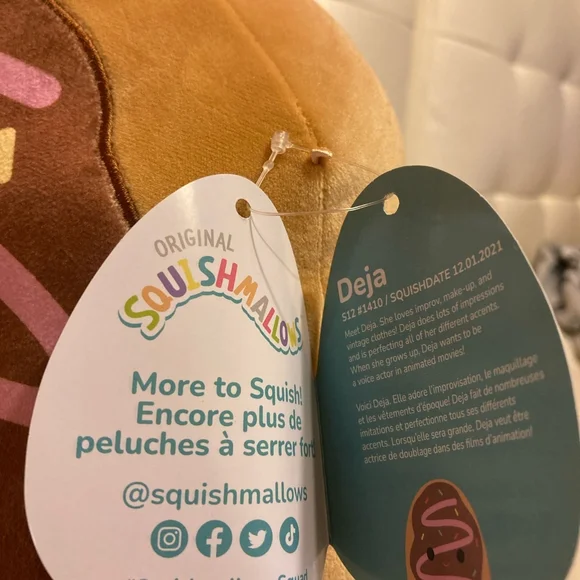 ORIGINAL
SQUISHMALLOWS
More to Squish!
Encore plus de
peluches à serrer fort
@squishmallows
Squad
Deja
S12 #1410 / SQUISHDATE 12.01.2021
Meet Deja. She loves improv, make-up, and
vintage clothes! Deja does lots of impressions
and is perfecting all of her different accents.
When she grows up, Deja wants to be
a voice actor in animated movies!
Voici Deja. Elle adore l'improvisation, le maquillage
et les vêtements d'époque! Deja fait de nombreuses
imitations et perfectionne tous ses différents
accents. Lorsqu'elle sera grande, Deja veut être
actrice de doublage dans des films d'animation!